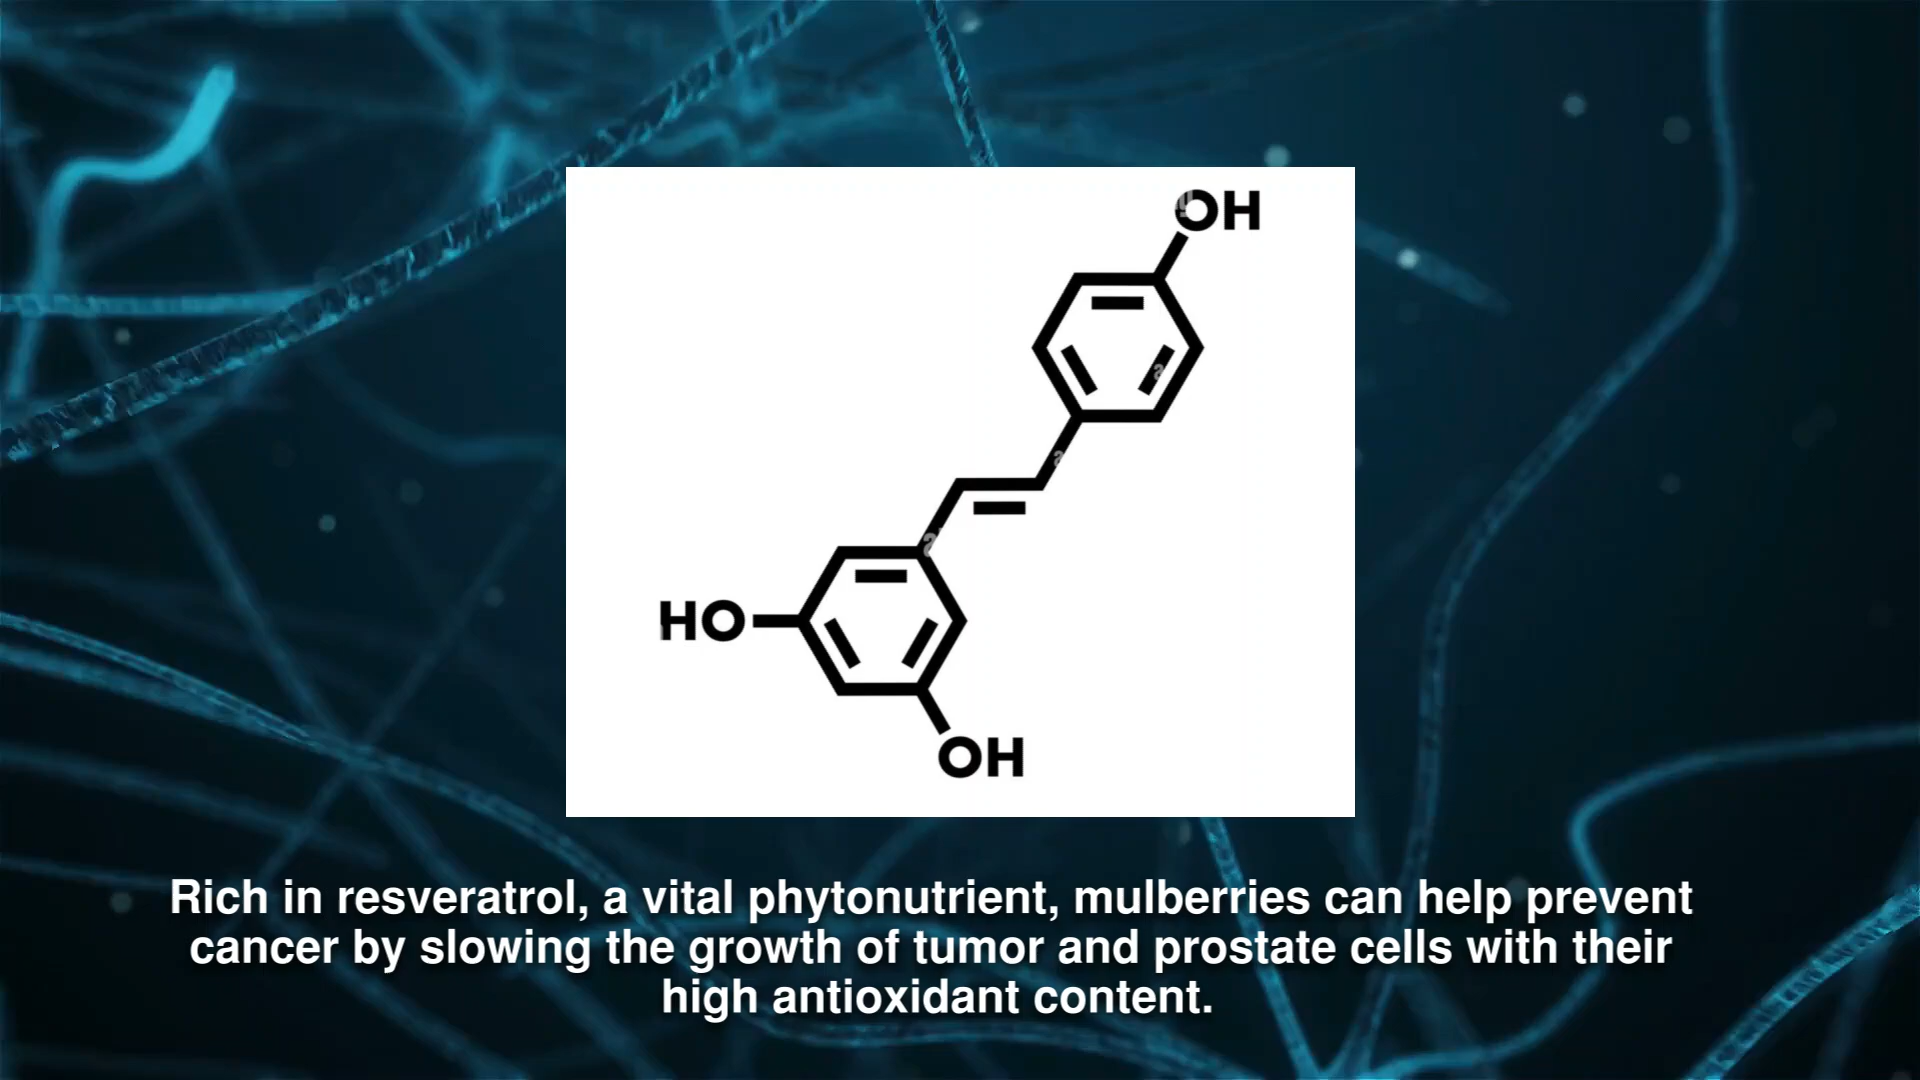 OH
HO
OH
Rich in resveratrol, a vital phytonutrient, mulberries can help prevent
cancer by slowing the growth of tumor and prostate cells with their
high antioxidant content.